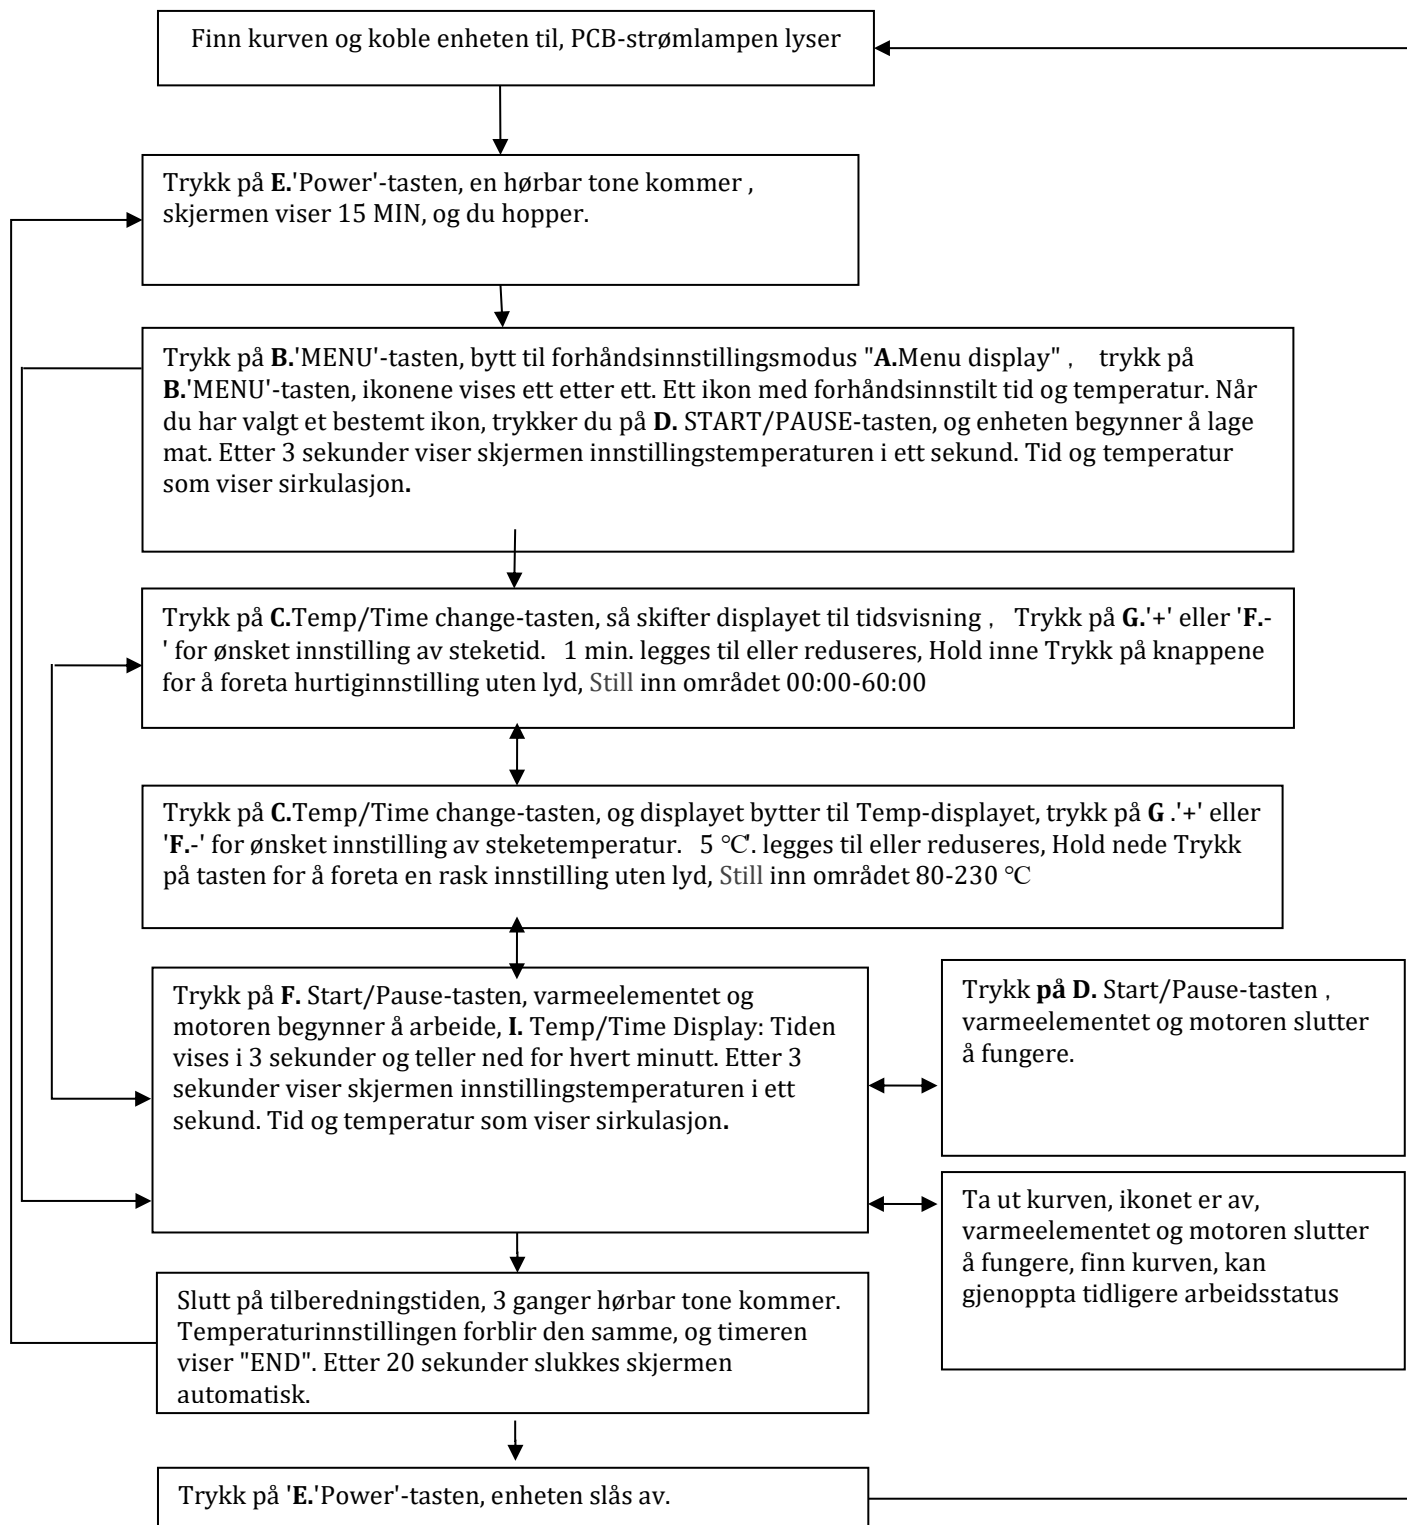 Finn kurven og koble enheten til, PCB-strømlampen lyser
Trykk på E.'Power'-tasten, en hørbar tone kommer ,
skjermen viser 15 MIN, og du hopper.
Trykk på B.'MENU'-tasten, bytt til forhåndsinnstillingsmodus "A.Menu display" , trykk på
B.'MENU'-tasten, ikonene vises ett etter ett. Ett ikon med forhåndsinnstilt tid og temperatur. Når
du har valgt et bestemt ikon, trykker du på D. START/PAUSE-tasten, og enheten begynner å lage
mat. Etter 3 sekunder viser skjermen innstillingstemperaturen i ett sekund. Tid og temperatur
som viser sirkulasjon.
Trykk på C.Temp/Time change-tasten, så skifter displayet til tidsvisning , Trykk på G.'+' eller 'F.-
' for ønsket innstilling av steketid. 1 min. legges til eller reduseres, Hold inne Trykk på knappene
for å foreta hurtiginnstilling uten lyd, Still inn området 00:00-60:00
Trykk på C.Temp/Time change-tasten, og displayet bytter til Temp-displayet, trykk på G .'+' eller
'F.-' for ønsket innstilling av steketemperatur. 5 ℃'. legges til eller reduseres, Hold nede Trykk
på tasten for å foreta en rask innstilling uten lyd, Still inn området 80-230 ℃
Trykk på F. Start/Pause-tasten, varmeelementet og
motoren begynner å arbeide, I. Temp/Time Display: Tiden
vises i 3 sekunder og teller ned for hvert minutt. Etter 3
sekunder viser skjermen innstillingstemperaturen i ett
sekund. Tid og temperatur som viser sirkulasjon.
Trykk på D. Start/Pause-tasten ,
varmeelementet og motoren slutter
å fungere.
Ta ut kurven, ikonet er av,
varmeelementet og motoren slutter
å fungere, finn kurven, kan
gjenoppta tidligere arbeidsstatus
Slutt på tilberedningstiden, 3 ganger hørbar tone kommer.
Temperaturinnstillingen forblir den samme, og timeren
viser "END". Etter 20 sekunder slukkes skjermen
automatisk.
Trykk på 'E.'Power'-tasten, enheten slås av.